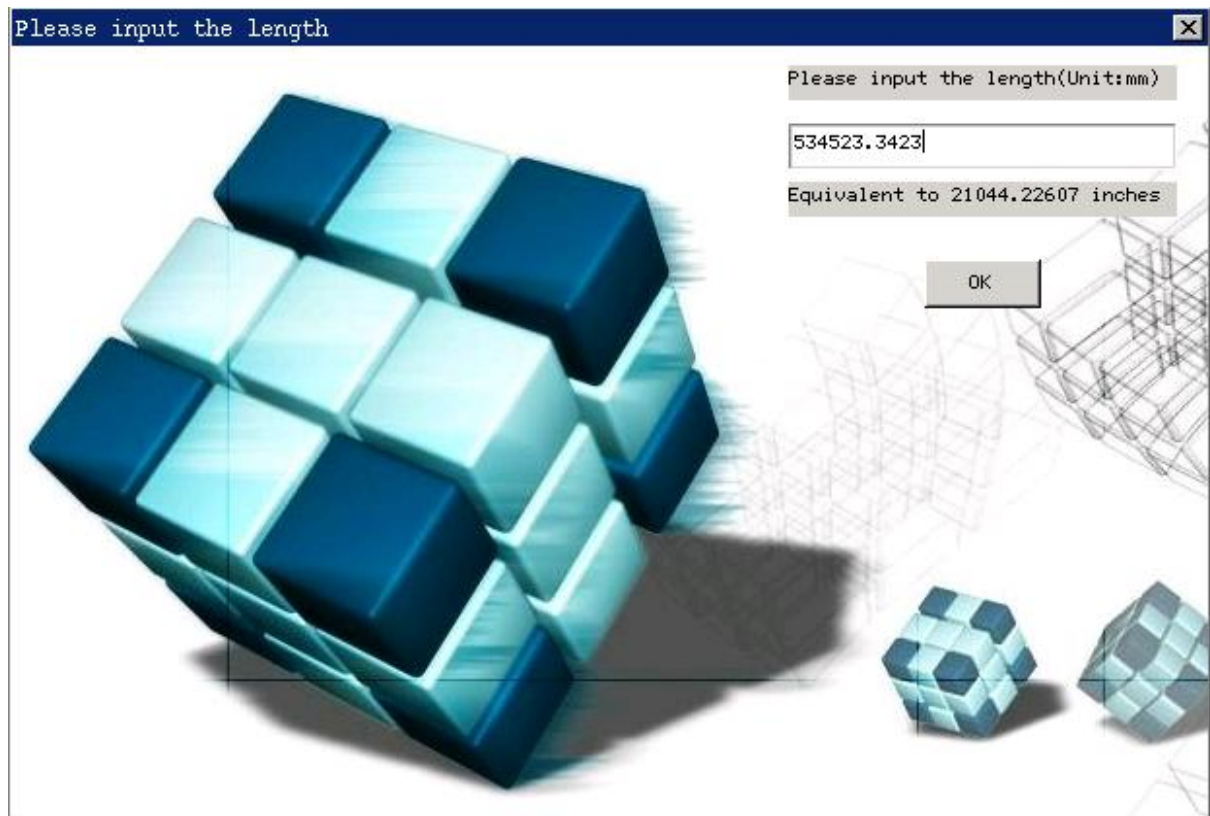 Please input the length
Please input the length(Unit:mm)
534523.3423
Equivalent to 21044.22607 inches
OK